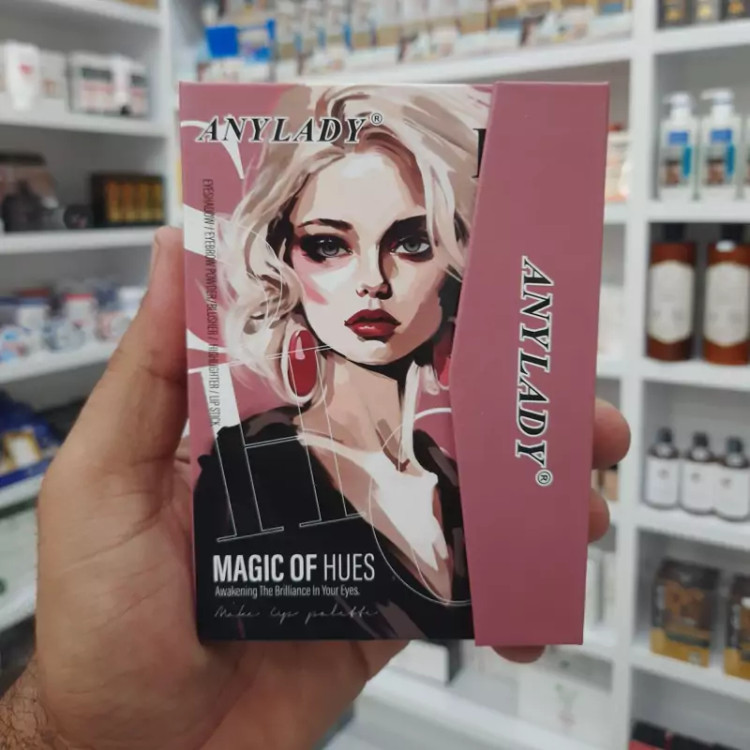 ANYLADY®
EYESHADOW / EYEBROW POWDER / BLUSHER / HIGHLIGHTER / LIP STICK
ANYLADY®
MAGIC OF HUES
Awakening The Brilliance In Your Eyes.
Make up palette